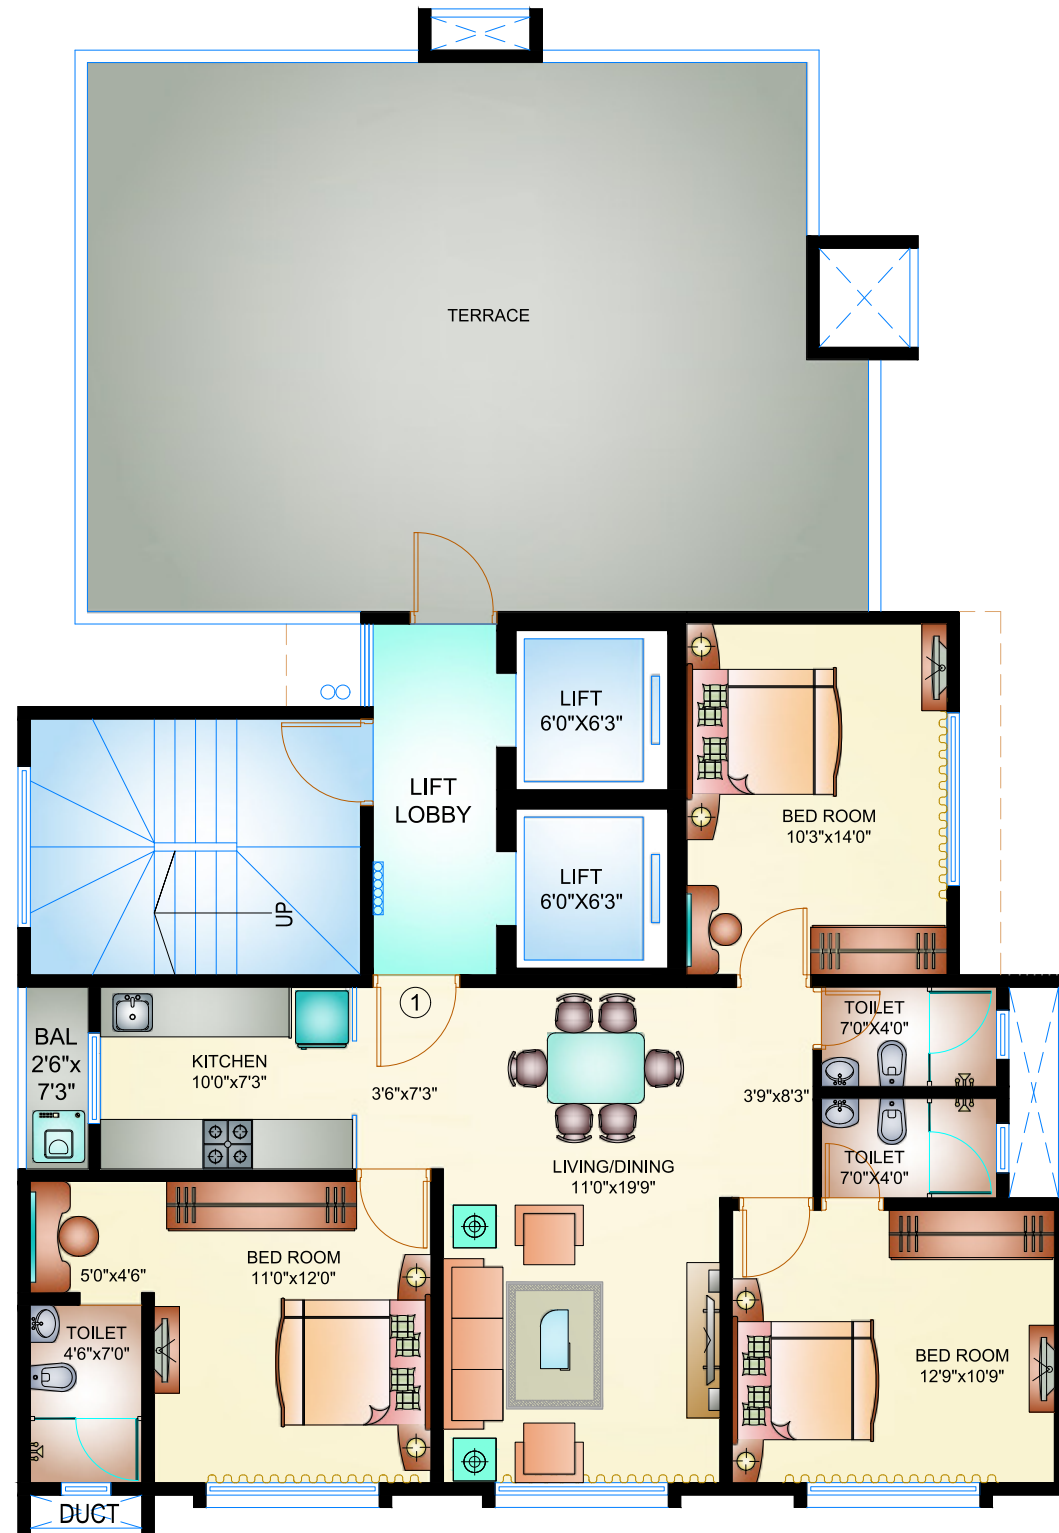 TERRACE
LIFT
6'0"X6'3"
LIFT
LOBBY
BED ROOM
10'3"x14'0"
LIFT
6'0"X6'3"
UP
1
BAL
2'6"x
7'3"
KITCHEN
10'0"x7'3"
3'6"x7'3"
3'9"x8'3"
TOILET
7'0"X4'0"
TOILET
7'0"X4'0"
LIVING/DINING
11'0"x19'9"
BED ROOM
11'0"x12'0"
5'0"x4'6"
TOILET
4'6"x7'0"
BED ROOM
12'9"x10'9"
DUCT